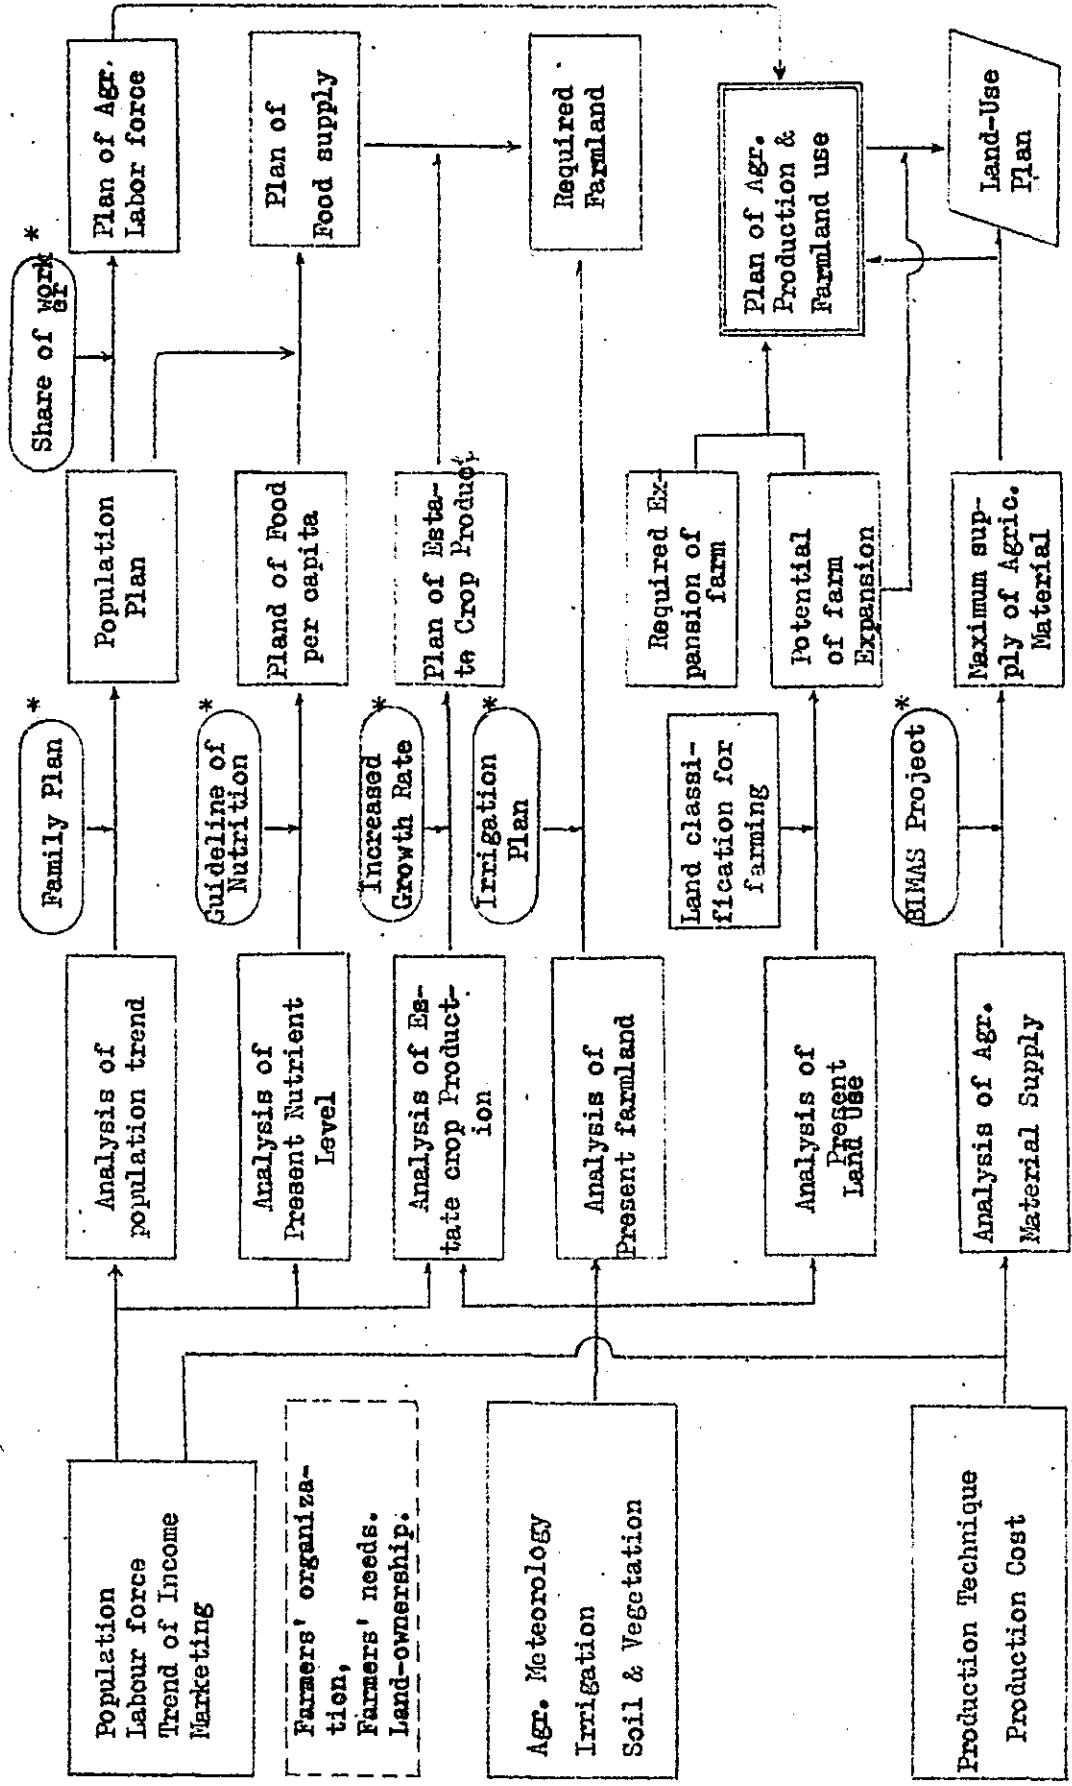 Population
Labour force
Trend of Income
Marketing
Farmers' organiza-
tion,
Farmers' needs.
Land-ownership.
Agr. Meteorology
Irrigation
Soil & Vegetation
Production Technique
Production Cost
Analysis of
population trend
Analysis of
Present Nutrient
Level
Analysis of Es-
tate crop Product-
ion
Analysis of
Present farmland
Analysis of
Present
Land Use
Analysis of Agr.
Material Supply
Family Plan *
Guideline of *
Nutrition
Increased *
Growth Rate
Irrigation *
Plan
Land classi-
fication for
farming
BIMAS Project *
Population
Plan
Pland of Food
per capita
Plan of Esta-
te Crop Product
Required Ex-
pansion of
farm
Potential
of farm
Expansion
Maximum sup-
ply of Agric.
Material
Share of work *
er
Plan of Agr.
Labor force
Plan of
Food supply
Required
Farmland
Plan of Agr.
Production &
Farmland use
Land-Use
Plan